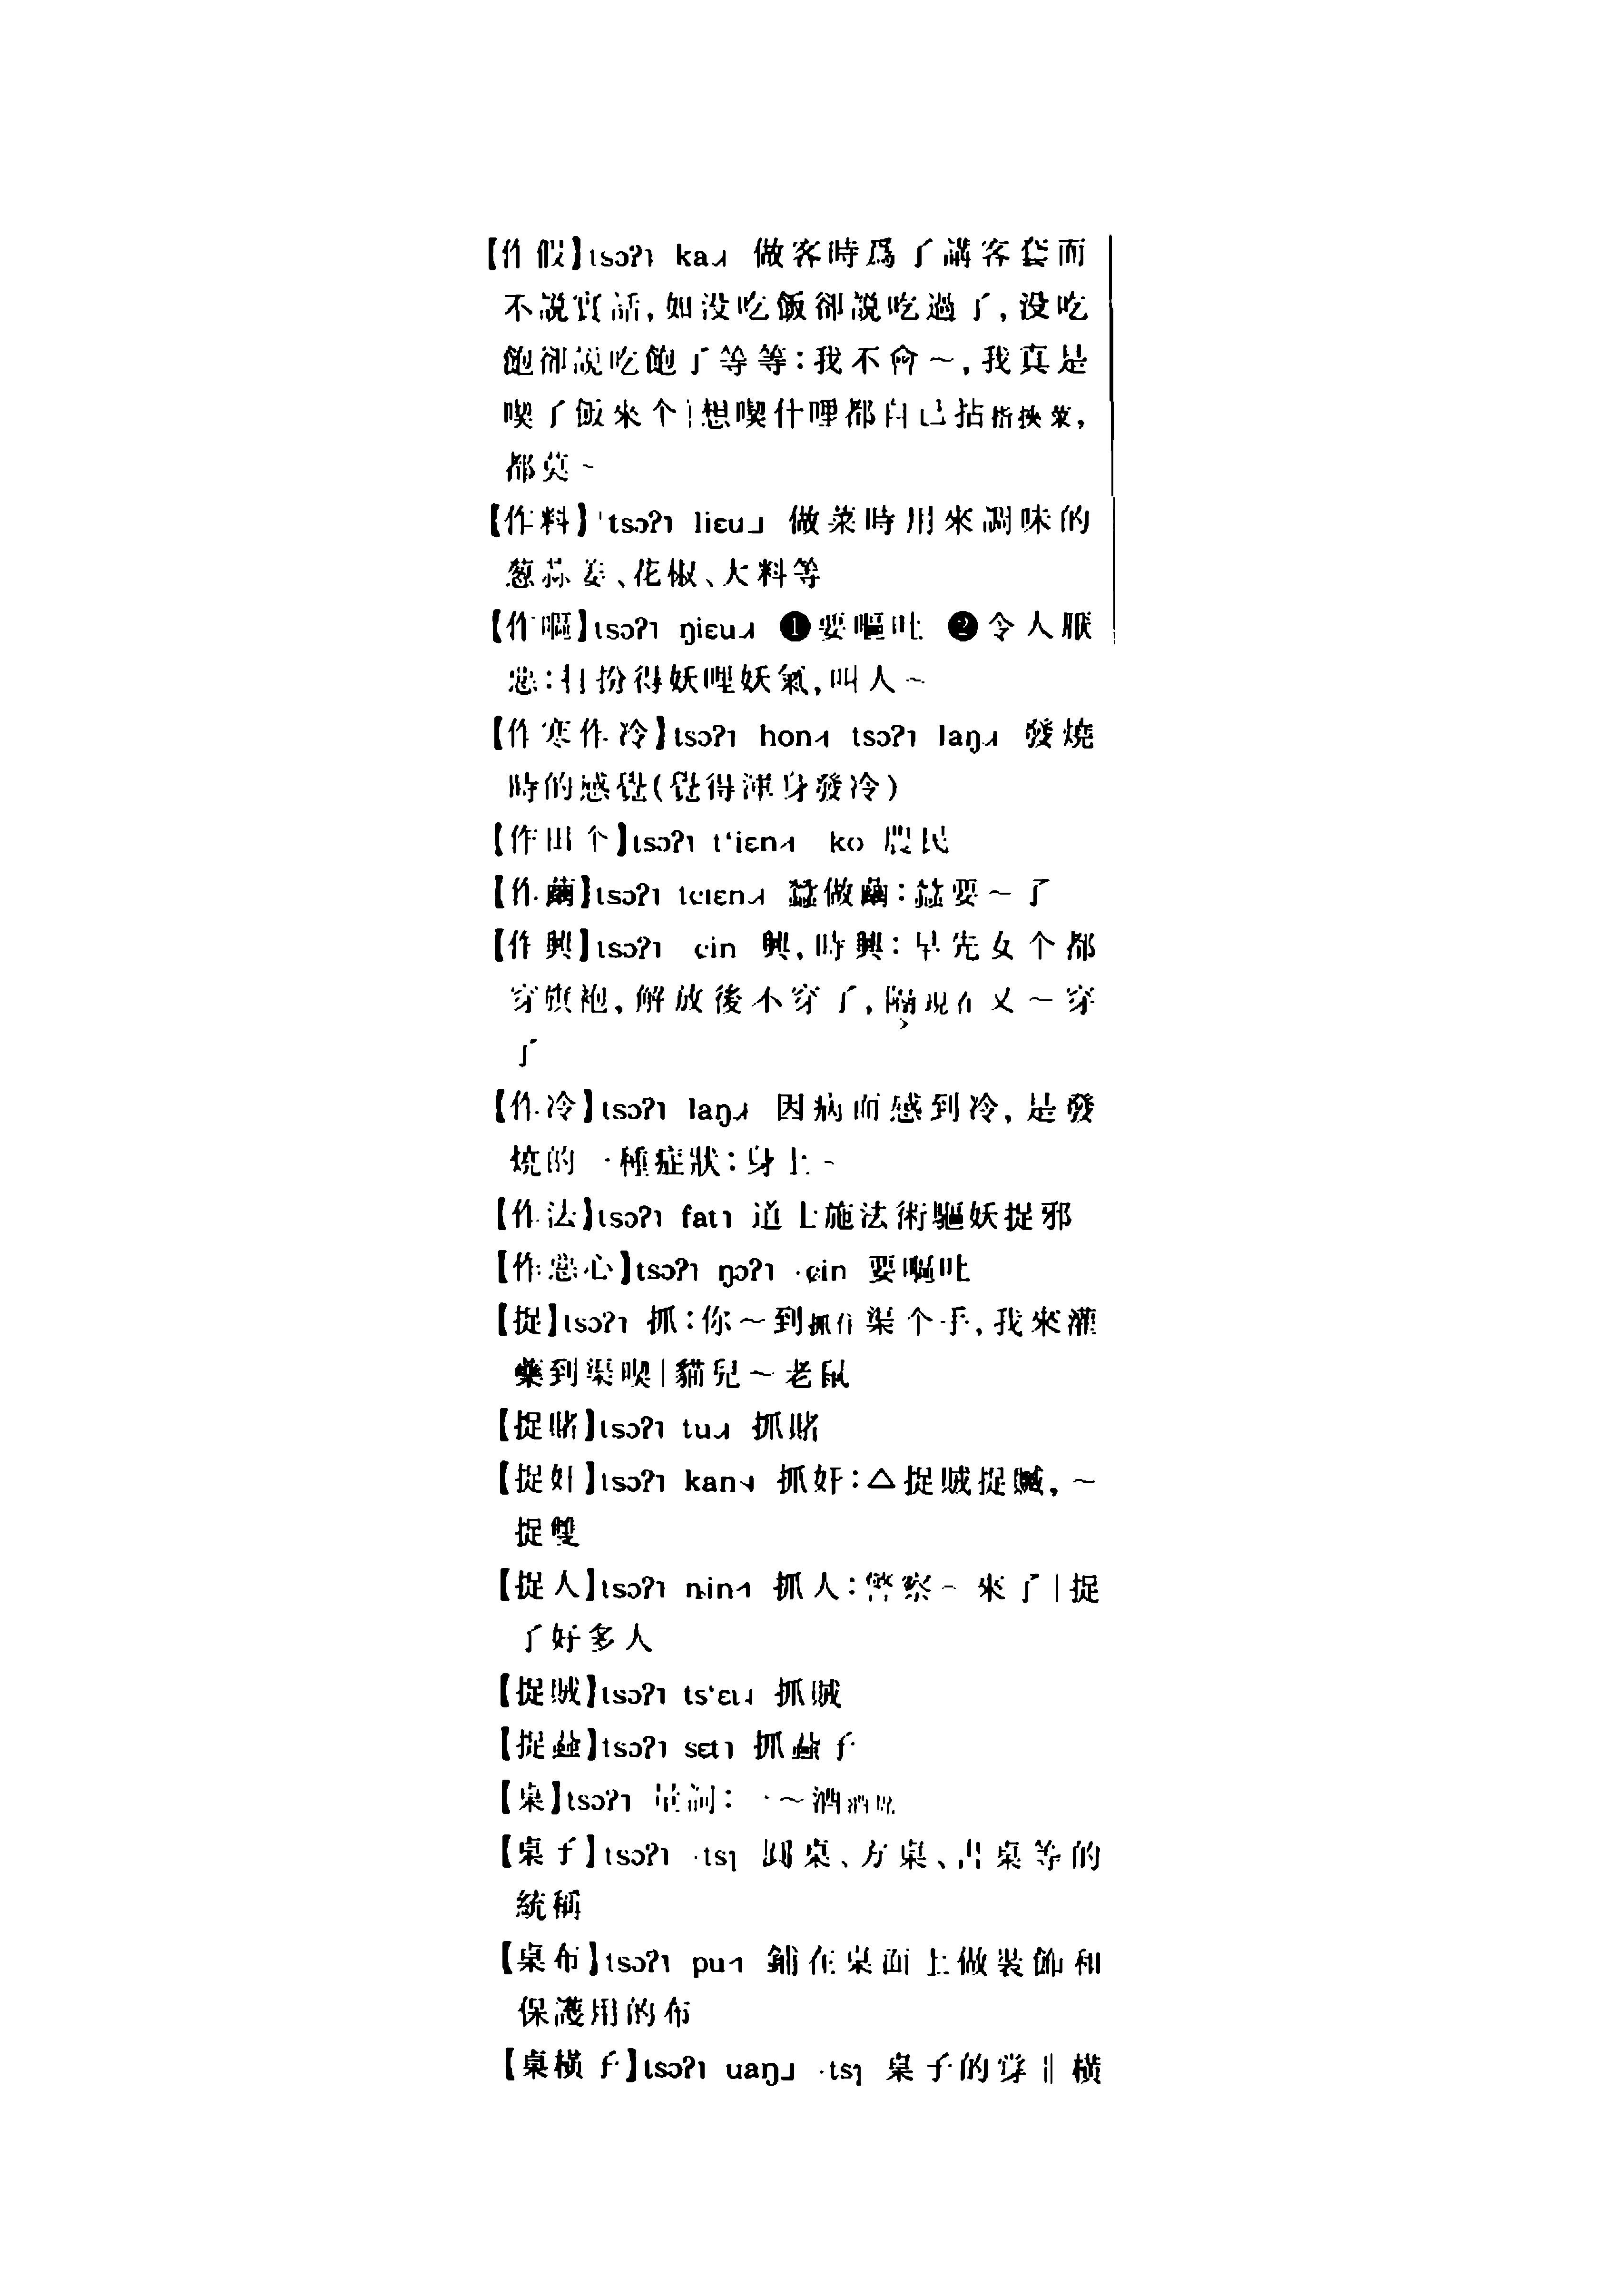 【作假】tsɔʔ˥ ka˨˩˧ 做客時爲了講客套而
不説實話,如没吃飯卻説吃過了,没吃
飽卻説吃飽了等等:我不會～,我真是
喫了飯來个|想喫什哩都自己拈指挾菜,
都莫～
【作料】tsɔʔ˥ liɛu˩ 做菜時用來調味的
葱蒜姜、花椒、大料等
【作嘔】tsɔʔ˥ ŋiɛu˨˩˧ ❶要嘔吐 ❷令人厭
惡:打扮得妖哩妖氣,叫人～
【作寒作冷】tsɔʔ˥ hon tsɔʔ˥ laŋ˨˩˧ 發燒
時的感覺(覺得渾身發冷)
【作田个】tsɔʔ˥ t‘iɛn ko 農民
【作繭】tsɔʔ˥ tɕiɛn˨˩˧ 蠶做繭:蠶要～了
【作興】tsɔʔ˥ ɕin 興,時興:早先女个都
穿旗袍,解放後不穿了,隔現在又～穿
了
【作冷】tsɔʔ˥ laŋ˨˩˧ 因病而感到冷,是發
燒的一種症狀:身上～
【作法】tsɔʔ˥ fat˥ 道士施法術驅妖捉邪
【作惡心】tsɔʔ˥ ŋɔʔ˥ ·ɕin 要嘔吐
【捉】tsɔʔ˥ 抓:你～到抓住渠个手,我來灌
藥到渠喫|貓兒～老鼠
【捉賭】tsɔʔ˥ tu˨˩˧ 抓賭
【捉奸】tsɔʔ˥ kan 抓奸:△捉賊捉贓,～
捉雙
【捉人】tsɔʔ˥ ȵin 抓人:警察～來了|捉
了好多人
【捉賊】tsɔʔ˥ ts‘ɛt 抓賊
【捉蝨】tsɔʔ˥ sɛt˥ 抓蝨子
【桌】tsɔʔ˥ 量詞:一～酒酒席
【桌子】tsɔʔ˥ ·tsɿ 圓桌、方桌、書桌等的
統稱
【桌布】tsɔʔ˥ pu 鋪在桌面上做裝飾和
保護用的布
【桌橫子】tsɔʔ˥ uaŋ˩ ·tsɿ 桌子的穿‖橫